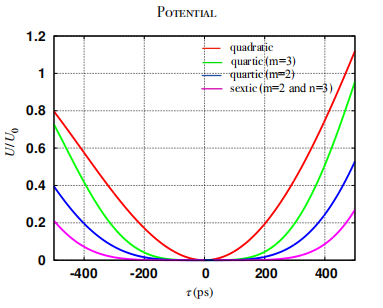 POTENTIAL
1.2
1
0.8
0.6
0.4
0.2
0
U/U0
quadratic
quartic (m=3)
quartic (m=2)
sextic (m=2 and n=3)
-400 -200 0 200 400
τ (ps)